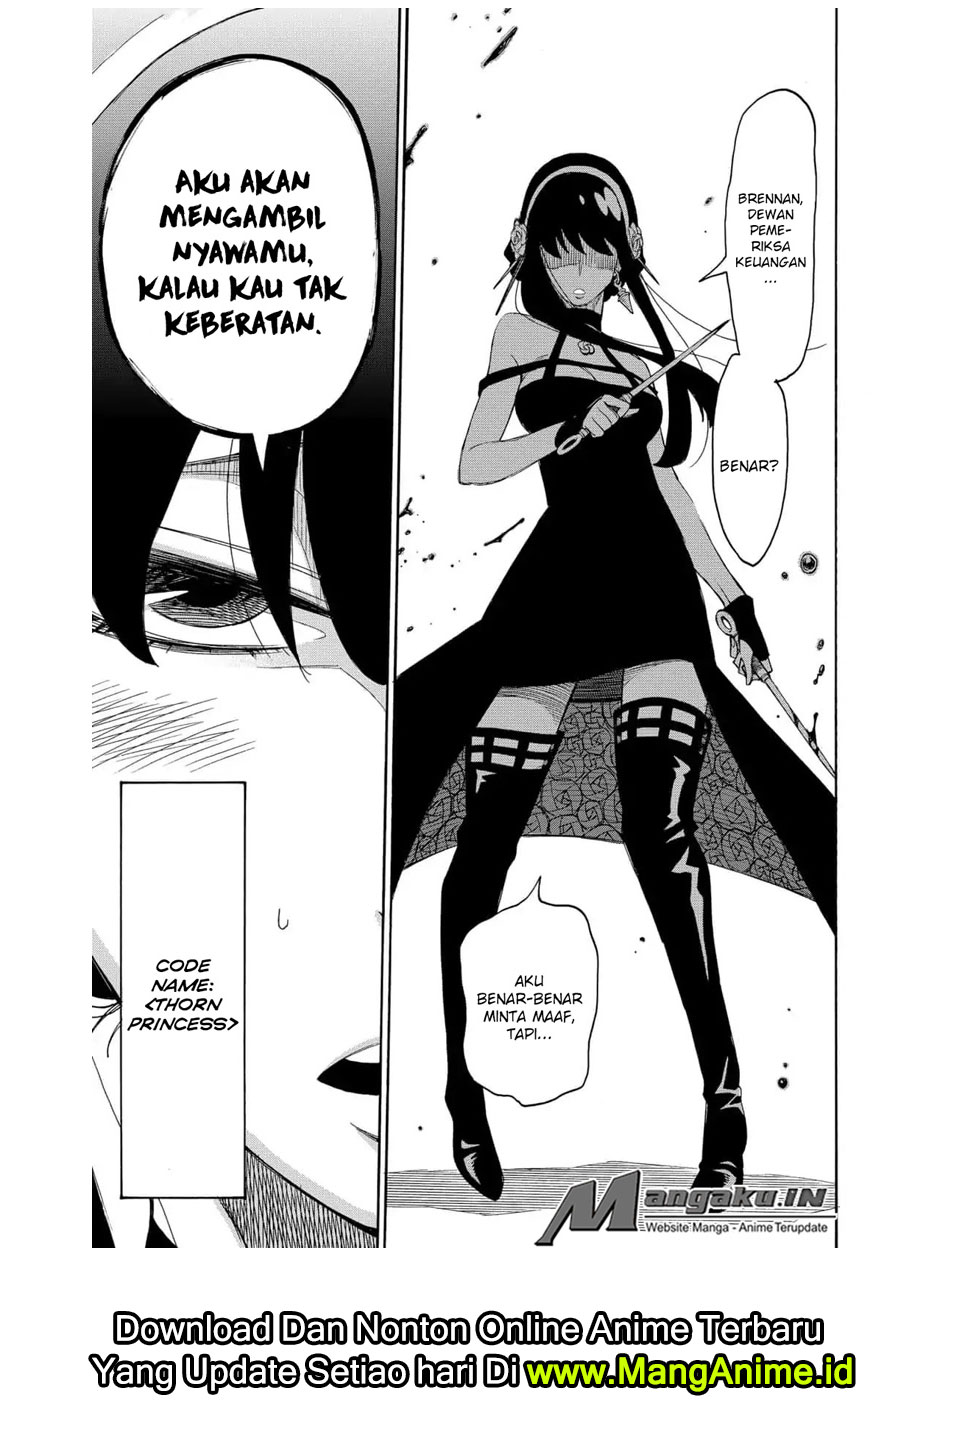 BRENNAN,
DEWAN
PEME-
RIKSA
KEUANGAN
...
BENAR?
AKU
BENAR-BENAR
MINTA MAAF,
TAPI...
AKU AKAN
MENGAMBIL
NYAWAMU,
KALAU KAU TAK
KEBERATAN.
CODE
NAME:
<THORN
PRINCESS>
Mangaku.IN
Website Manga - Anime Terupdate
Download Dan Nonton Online Anime Terbaru
Yang Update Setiao hari Di www.MangAnime.id